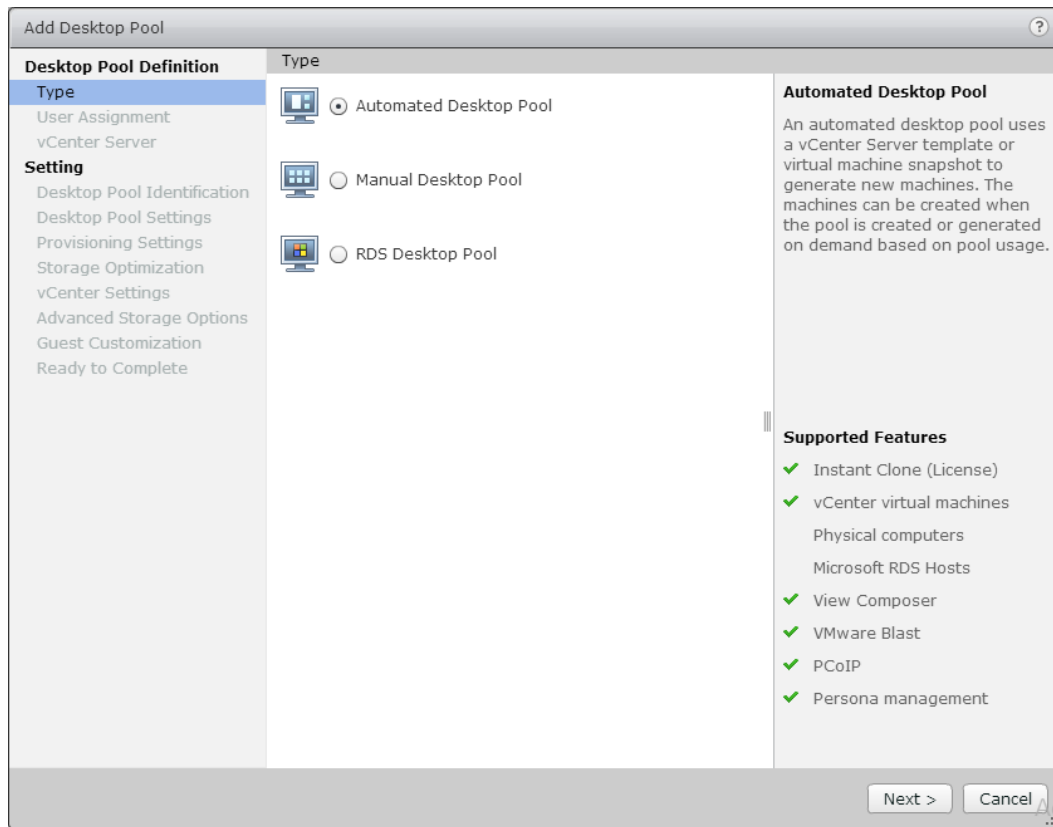 Add Desktop Pool
?
Desktop Pool Definition
Type
User Assignment
vCenter Server
Setting
Desktop Pool Identification
Desktop Pool Settings
Provisioning Settings
Storage Optimization
vCenter Settings
Advanced Storage Options
Guest Customization
Ready to Complete
Type
Automated Desktop Pool
Manual Desktop Pool
RDS Desktop Pool
Automated Desktop Pool
An automated desktop pool uses
a vCenter Server template or
virtual machine snapshot to
generate new machines. The
machines can be created when
the pool is created or generated
on demand based on pool usage.
Supported Features
Instant Clone (License)
vCenter virtual machines
Physical computers
Microsoft RDS Hosts
View Composer
VMware Blast
PCoIP
Persona management
Next >
Cancel
A